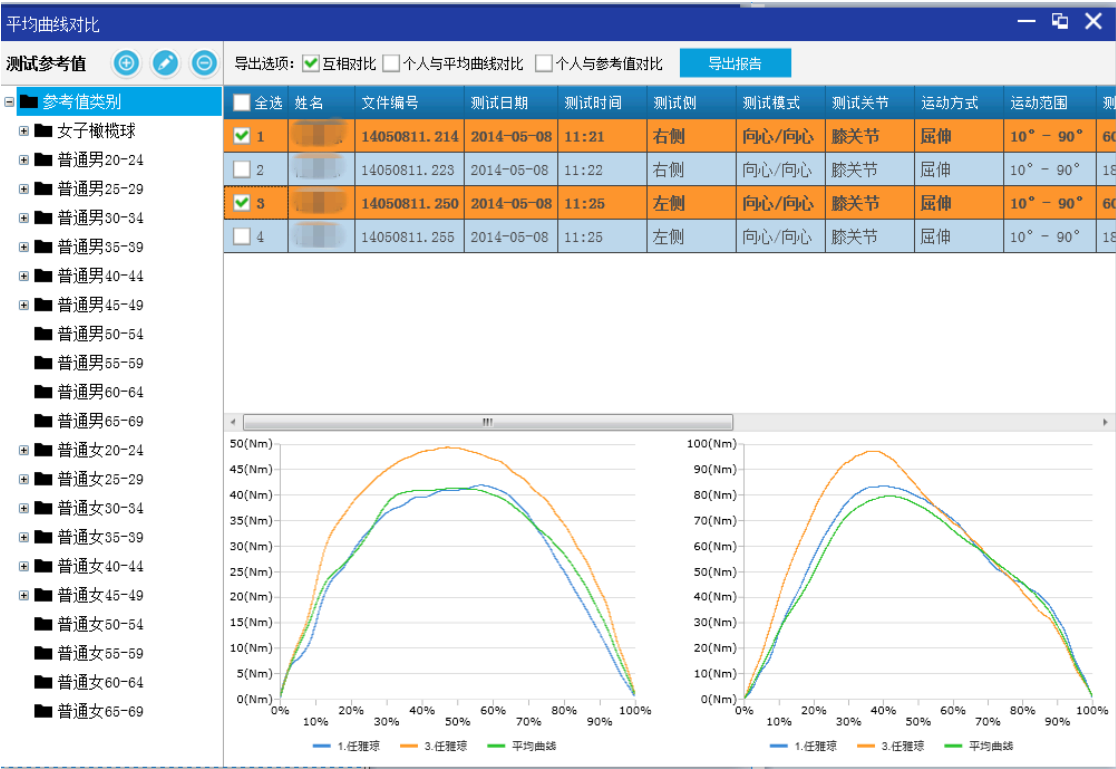 平均曲线对比
测试参考值
导出选项: 互相对比 个人与平均曲线对比 个人与参考值对比 导出报告
参考值类别
女子橄榄球
普通男20-24
普通男25-29
普通男30-34
普通男35-39
普通男40-44
普通男45-49
普通男50-54
普通男55-59
普通男60-64
普通男65-69
普通女20-24
普通女25-29
普通女30-34
普通女35-39
普通女40-44
普通女45-49
普通女50-54
普通女55-59
普通女60-64
普通女65-69
全选 姓名 文件编号 测试日期 测试时间 测试侧 测试模式 测试关节 运动方式 运动范围 测
1 14050811.214 2014-05-08 11:21 右侧 向心/向心 膝关节 屈伸 10° - 90° 60
2 14050811.223 2014-05-08 11:22 右侧 向心/向心 膝关节 屈伸 10° - 90° 18
3 14050811.250 2014-05-08 11:25 左侧 向心/向心 膝关节 屈伸 10° - 90° 60
4 14050811.255 2014-05-08 11:25 左侧 向心/向心 膝关节 屈伸 10° - 90° 18
50(Nm)
45(Nm)
40(Nm)
35(Nm)
30(Nm)
25(Nm)
20(Nm)
15(Nm)
10(Nm)
5(Nm)
0(Nm)
0% 10% 20% 30% 40% 50% 60% 70% 80% 90% 100%
1.任雅琼 3.任雅琼 平均曲线
100(Nm)
90(Nm)
80(Nm)
70(Nm)
60(Nm)
50(Nm)
40(Nm)
30(Nm)
20(Nm)
10(Nm)
0(Nm)
0% 10% 20% 30% 40% 50% 60% 70% 80% 90% 100%
1.任雅琼 3.任雅琼 平均曲线